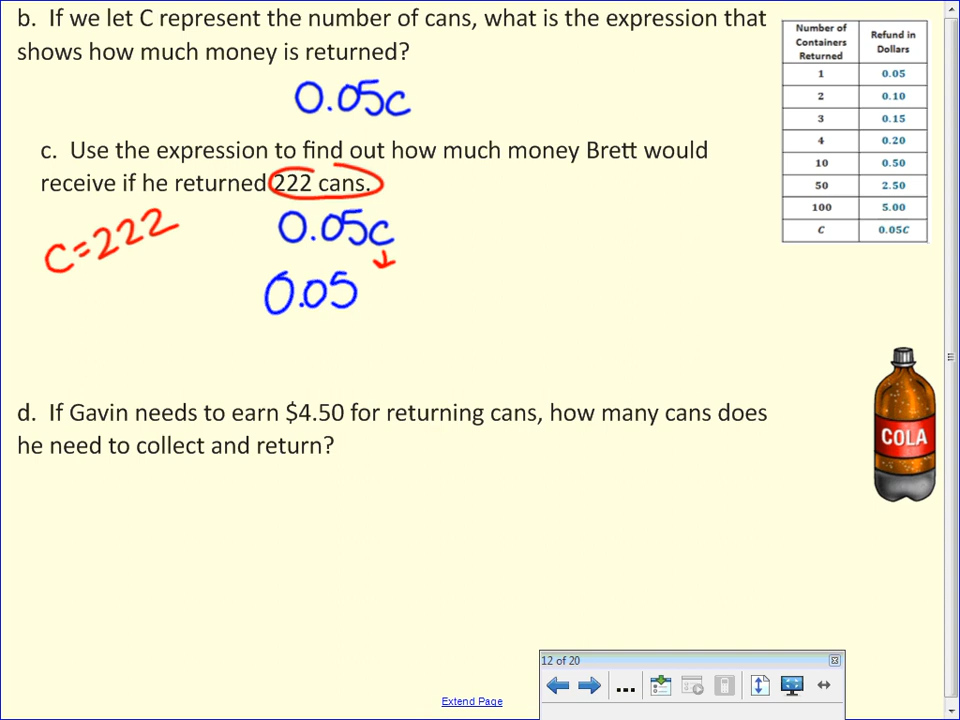 b. If we let C represent the number of cans, what is the expression that
shows how much money is returned?
0.05c
c. Use the expression to find out how much money Brett would
receive if he returned 222 cans.
C=222
0.05c
0.05
d. If Gavin needs to earn $4.50 for returning cans, how many cans does
he need to collect and return?
Number of Containers Returned Refund in Dollars
1 0.05
2 0.10
3 0.15
4 0.20
10 0.50
50 2.50
100 5.00
C 0.05C
COLA
12 of 20
Extend Page